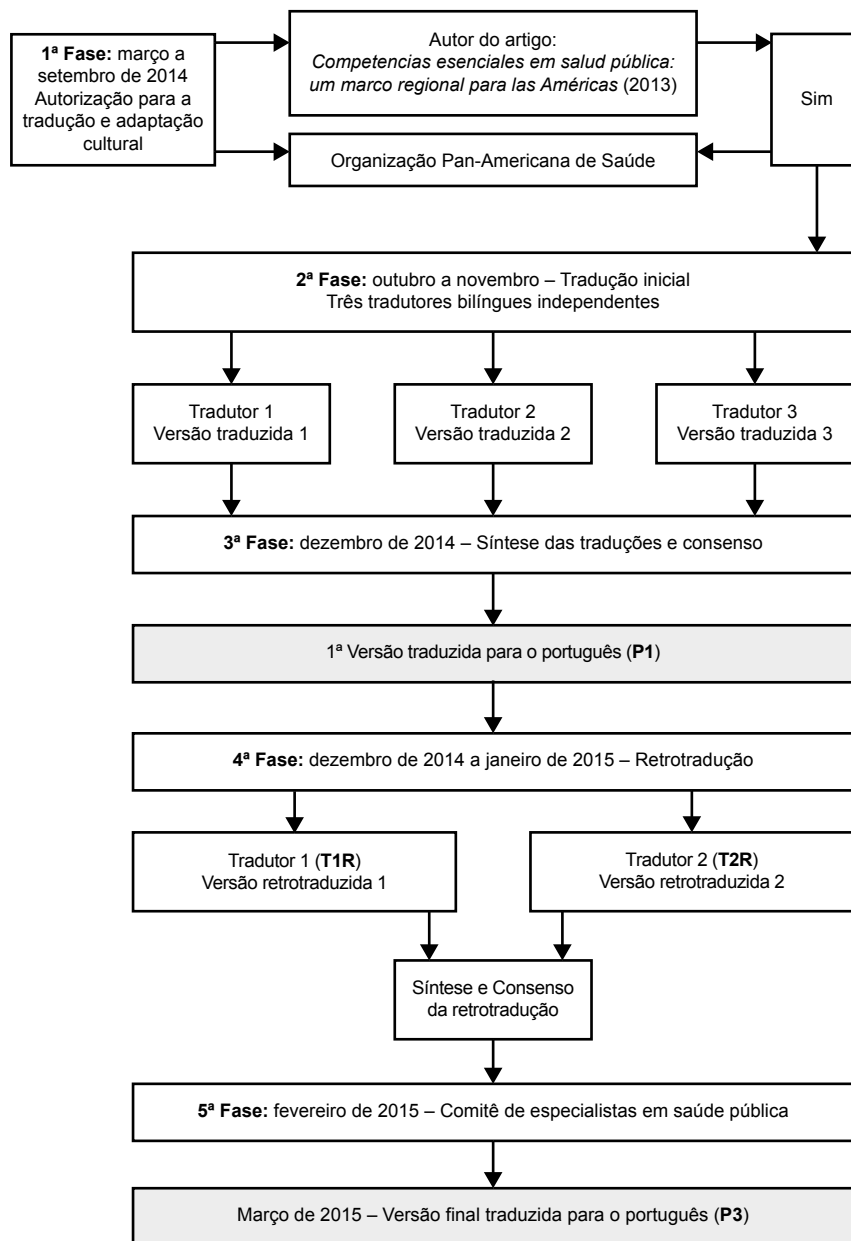 1ª Fase: março a
setembro de 2014
Autorização para a
tradução e adaptação
cultural
Autor do artigo:
Competencias esenciales em salud pública:
um marco regional para las Américas (2013)
Sim
Organização Pan-Americana de Saúde
2ª Fase: outubro a novembro – Tradução inicial
Três tradutores bilíngues independentes
Tradutor 1
Versão traduzida 1
Tradutor 2
Versão traduzida 2
Tradutor 3
Versão traduzida 3
3ª Fase: dezembro de 2014 – Síntese das traduções e consenso
1ª Versão traduzida para o português (P1)
4ª Fase: dezembro de 2014 a janeiro de 2015 – Retrotradução
Tradutor 1 (T1R)
Versão retrotraduzida 1
Tradutor 2 (T2R)
Versão retrotraduzida 2
Síntese e Consenso
da retrotradução
5ª Fase: fevereiro de 2015 – Comitê de especialistas em saúde pública
Março de 2015 – Versão final traduzida para o português (P3)